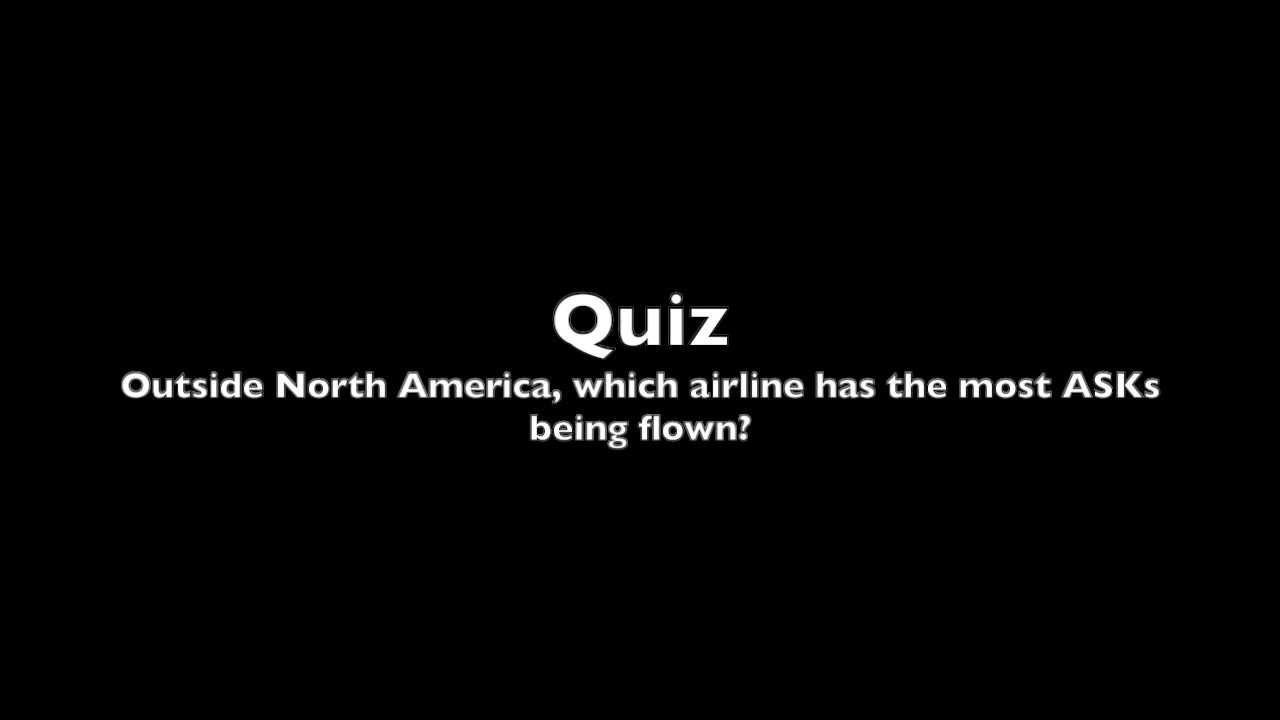 Quiz
Outside North America, which airline has the most ASKs
being flown?